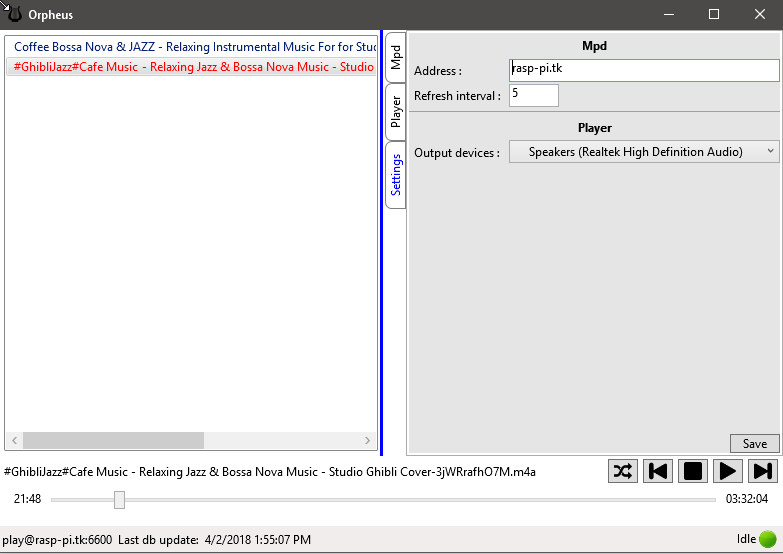 Orpheus
Coffee Bossa Nova & JAZZ - Relaxing Instrumental Music For for Stud
#GhibliJazz#Cafe Music - Relaxing Jazz & Bossa Nova Music - Studio
Mpd
Player
Settings
Mpd
Address : rasp-pi.tk
Refresh interval : 5
Player
Output devices : Speakers (Realtek High Definition Audio)
Save
#GhibliJazz#Cafe Music - Relaxing Jazz & Bossa Nova Music - Studio Ghibli Cover-3jWRrafhO7M.m4a
21:48 03:32:04
play@rasp-pi.tk:6600 Last db update: 4/2/2018 1:55:07 PM Idle